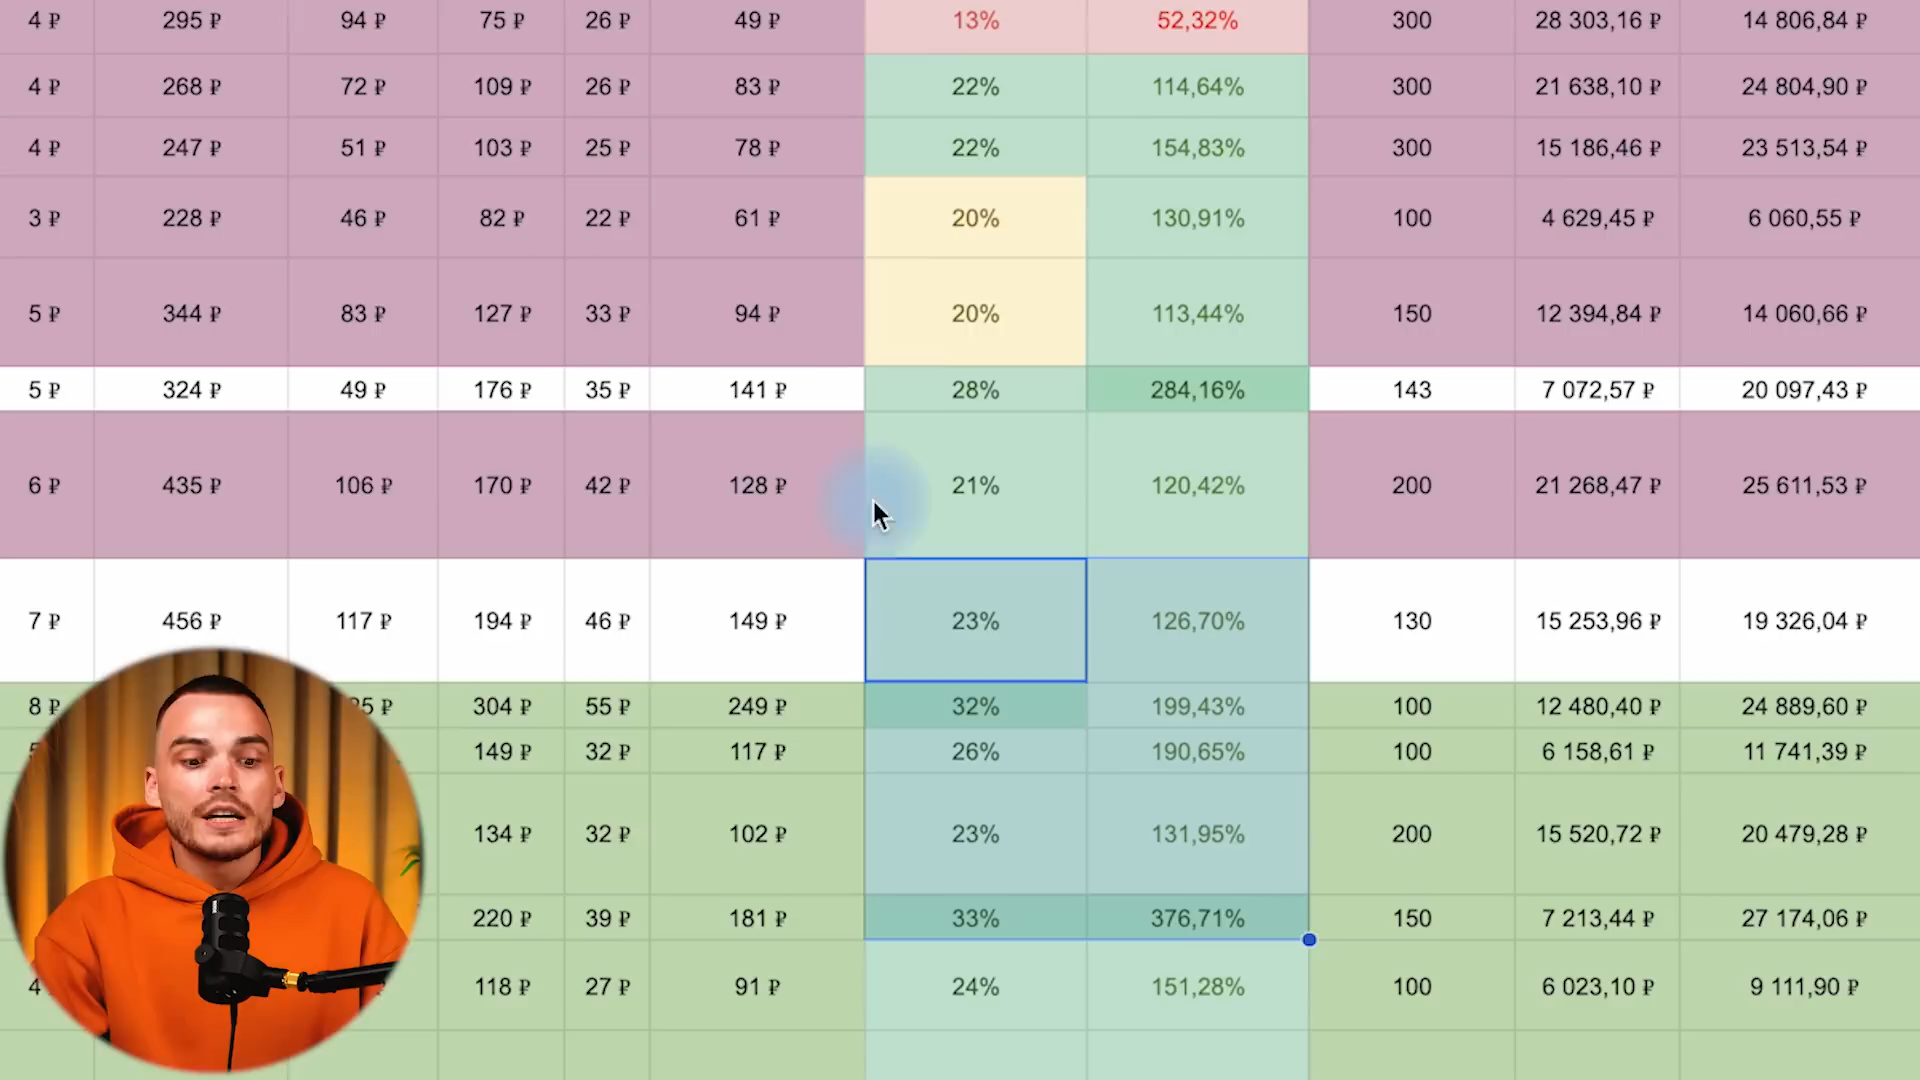 4 ₽ 295 ₽ 94 ₽ 75 ₽ 26 ₽ 49 ₽ 13% 52,32% 300 28 303,16 ₽ 14 806,84 ₽
4 ₽ 268 ₽ 72 ₽ 109 ₽ 26 ₽ 83 ₽ 22% 114,64% 300 21 638,10 ₽ 24 804,90 ₽
4 ₽ 247 ₽ 51 ₽ 103 ₽ 25 ₽ 78 ₽ 22% 154,83% 300 15 186,46 ₽ 23 513,54 ₽
3 ₽ 228 ₽ 46 ₽ 82 ₽ 22 ₽ 61 ₽ 20% 130,91% 100 4 629,45 ₽ 6 060,55 ₽
5 ₽ 344 ₽ 83 ₽ 127 ₽ 33 ₽ 94 ₽ 20% 113,44% 150 12 394,84 ₽ 14 060,66 ₽
5 ₽ 324 ₽ 49 ₽ 176 ₽ 35 ₽ 141 ₽ 28% 284,16% 143 7 072,57 ₽ 20 097,43 ₽
6 ₽ 435 ₽ 106 ₽ 170 ₽ 42 ₽ 128 ₽ 21% 120,42% 200 21 268,47 ₽ 25 611,53 ₽
7 ₽ 456 ₽ 117 ₽ 194 ₽ 46 ₽ 149 ₽ 23% 126,70% 130 15 253,96 ₽ 19 326,04 ₽
8 ₽ 304 ₽ 55 ₽ 249 ₽ 32% 199,43% 100 12 480,40 ₽ 24 889,60 ₽
149 ₽ 32 ₽ 117 ₽ 26% 190,65% 100 6 158,61 ₽ 11 741,39 ₽
134 ₽ 32 ₽ 102 ₽ 23% 131,95% 200 15 520,72 ₽ 20 479,28 ₽
220 ₽ 39 ₽ 181 ₽ 33% 376,71% 150 7 213,44 ₽ 27 174,06 ₽
4 118 ₽ 27 ₽ 91 ₽ 24% 151,28% 100 6 023,10 ₽ 9 111,90 ₽